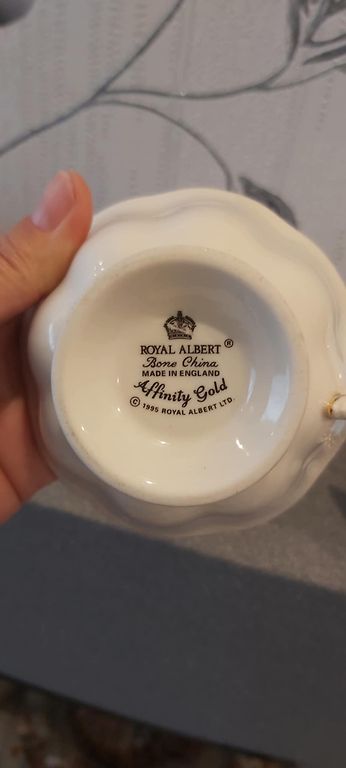 ROYAL ALBERT ®
Bone China
MADE IN ENGLAND
Affinity Gold
© 1995 ROYAL ALBERT LTD.